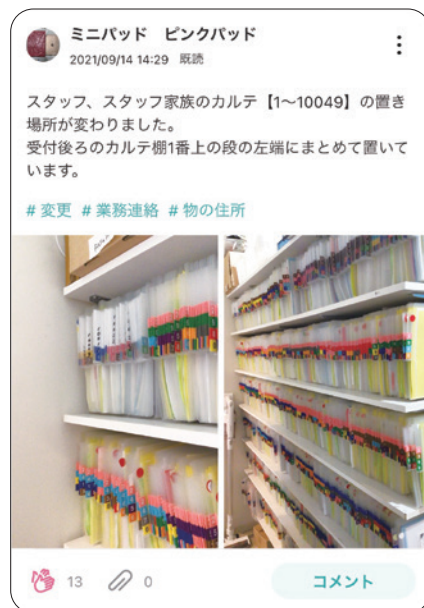 ミニパッド　ピンクパッド
2021/09/14 14:29　既読
スタッフ、スタッフ家族のカルテ【1〜10049】の置き
場所が変わりました。
受付後ろのカルテ棚1番上の段の左端にまとめて置いて
います。
# 変更 # 業務連絡 # 物の住所
13
0
コメント